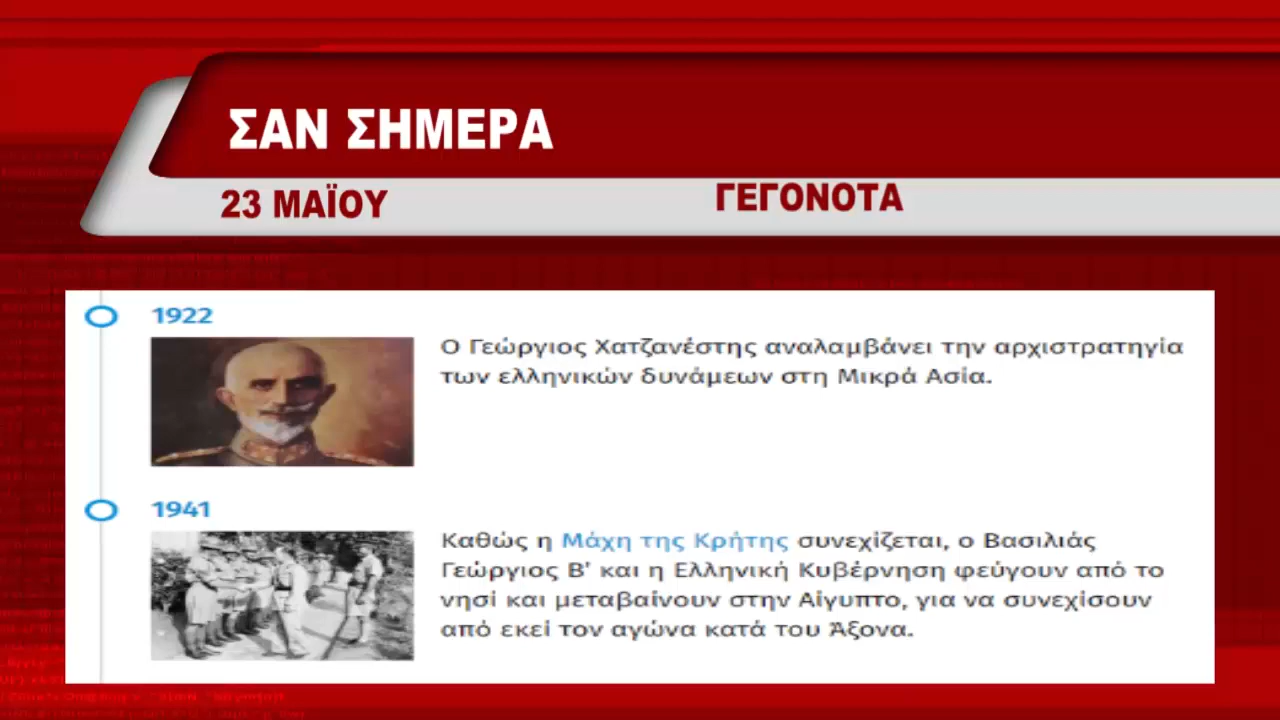 ΣΑΝ ΣΗΜΕΡΑ
23 ΜΑΪΟΥ
ΓΕΓΟΝΟΤΑ
1922
Ο Γεώργιος Χατζανέστης αναλαμβάνει την αρχιστρατηγία
των ελληνικών δυνάμεων στη Μικρά Ασία.
1941
Καθώς η Μάχη της Κρήτης συνεχίζεται, ο Βασιλιάς
Γεώργιος Β' και η Ελληνική Κυβέρνηση φεύγουν από το
νησί και μεταβαίνουν στην Αίγυπτο, για να συνεχίσουν
από εκεί τον αγώνα κατά του Άξονα.